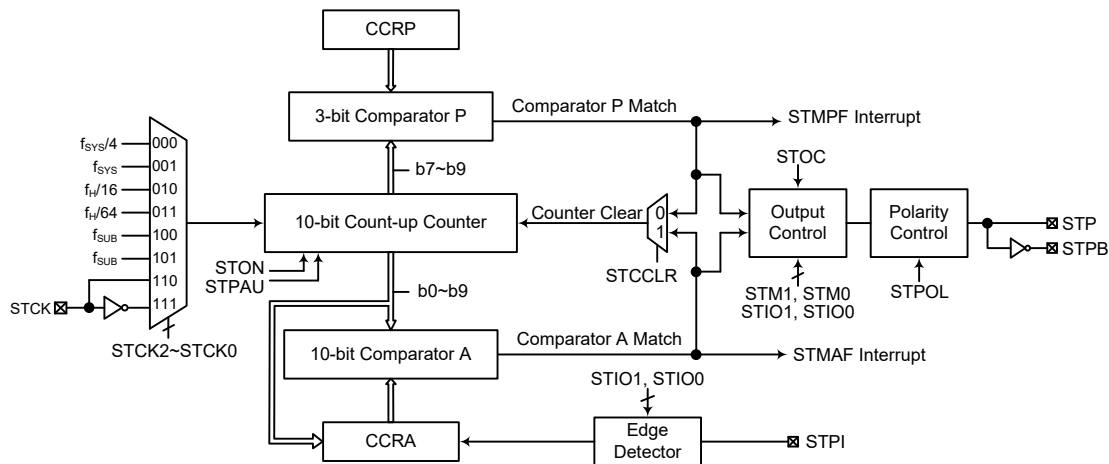 CCRP
3-bit Comparator P
Comparator P Match
STMPF Interrupt
b7~b9
fSYS/4
000
fSYS
001
fH/16
010
fH/64
011
fSUB
100
fSUB
101
110
111
STCK
STCK2~STCK0
10-bit Count-up Counter
STON
STPAU
Counter Clear
0
1
STCCLR
STOC
Output
Control
STM1, STM0
STIO1, STIO0
Polarity
Control
STPOL
STP
STPB
b0~b9
10-bit Comparator A
Comparator A Match
STMAF Interrupt
STIO1, STIO0
CCRA
Edge
Detector
STPI